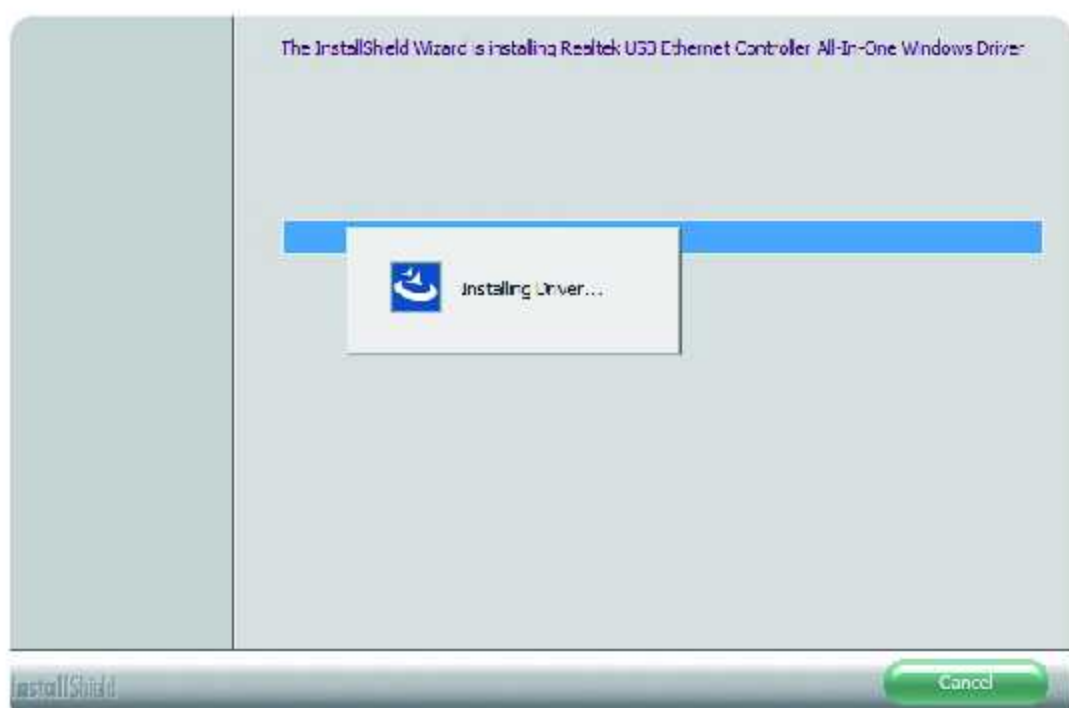 The InstallShield Wizard is installing Realtek USB Ethernet Controller All-In-One Windows Driver
Installing Driver...
InstallShield
Cancel